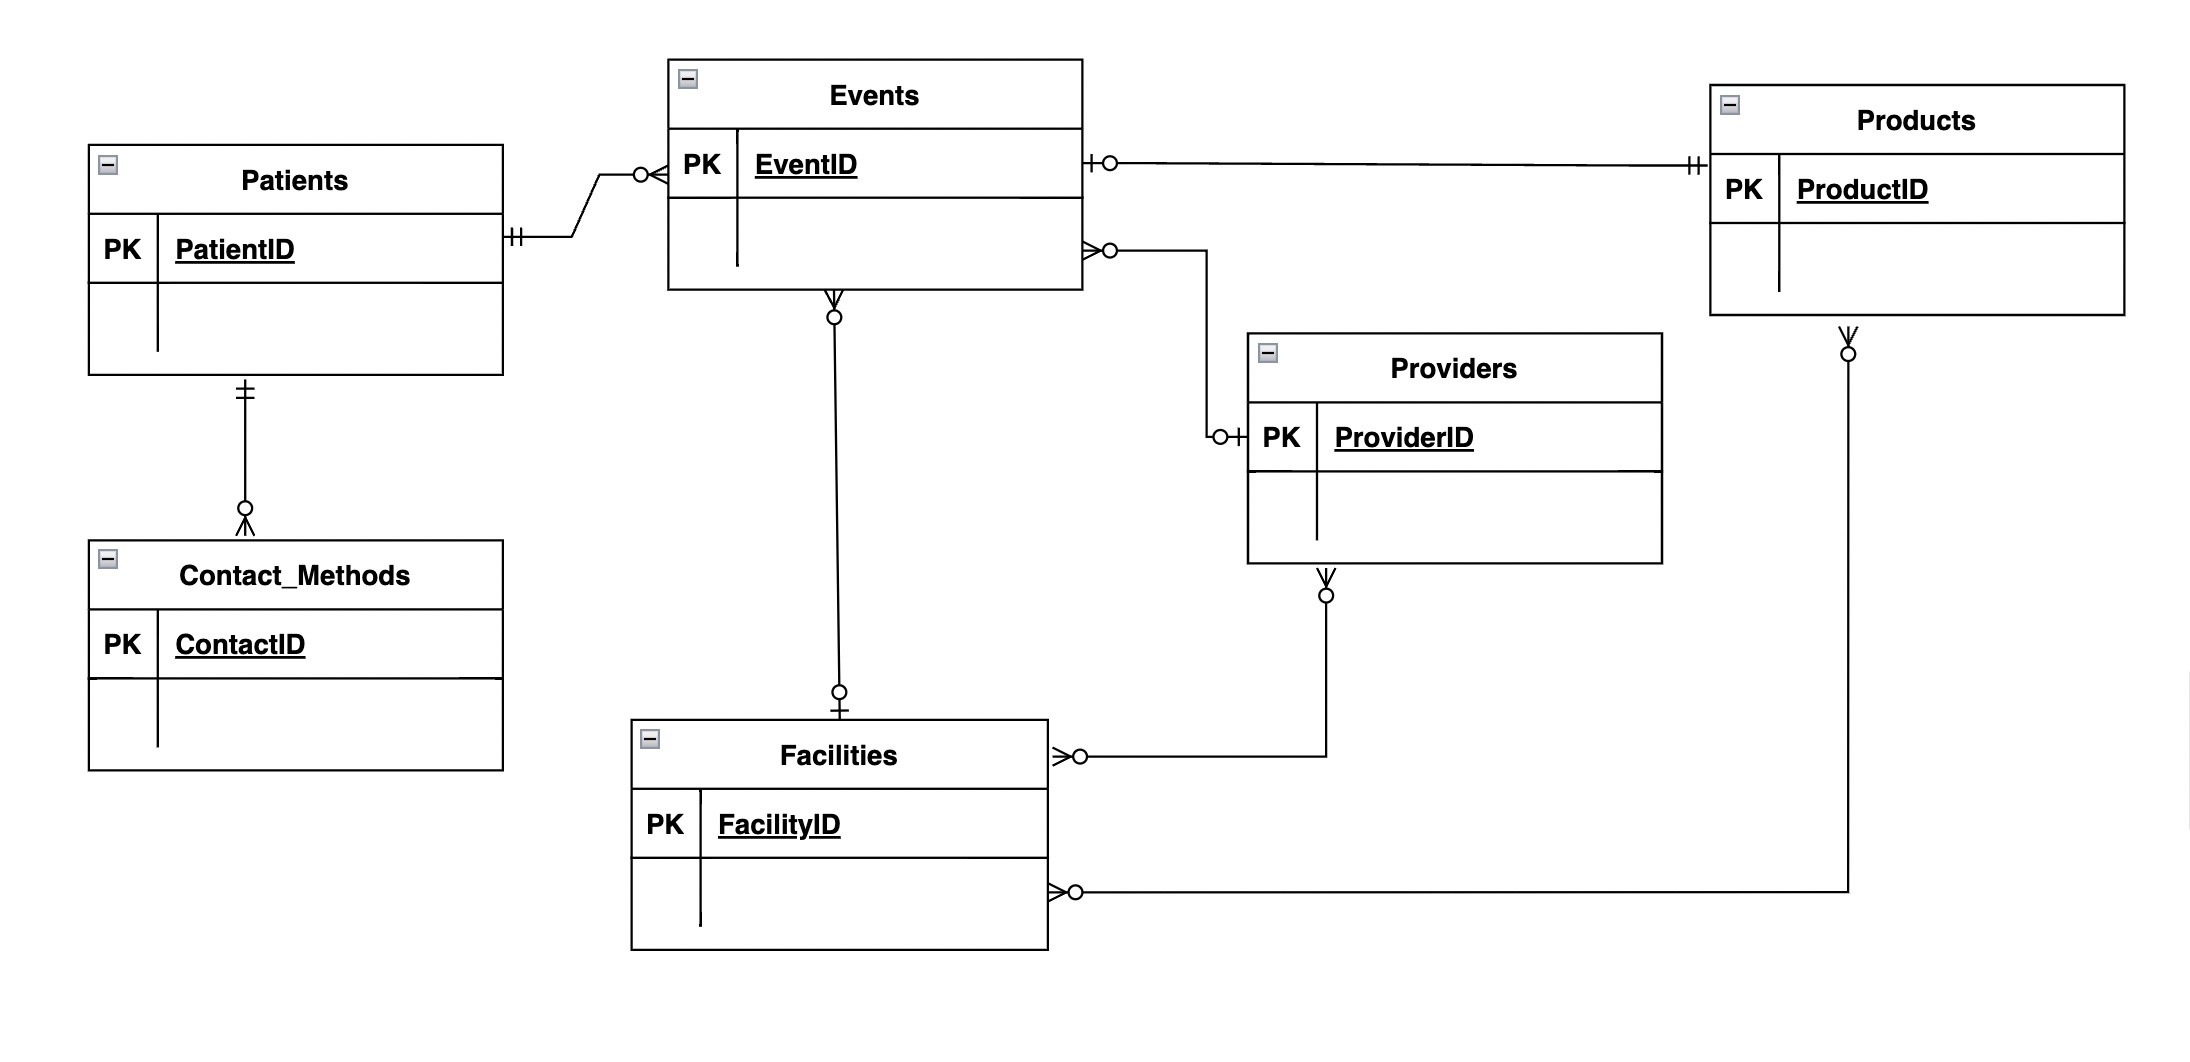 Events
PK EventID
Products
PK ProductID
Patients
PK PatientID
Providers
PK ProviderID
Contact_Methods
PK ContactID
Facilities
PK FacilityID